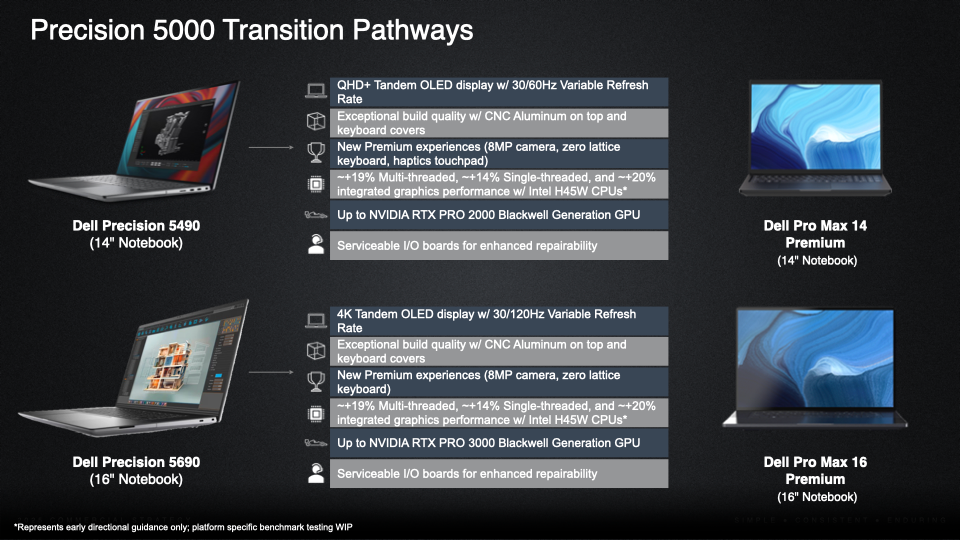 Precision 5000 Transition Pathways
QHD+ Tandem OLED display w/ 30/60Hz Variable Refresh
Rate
Exceptional build quality w/ CNC Aluminum on top and
keyboard covers
New Premium experiences (8MP camera, zero lattice
keyboard, haptics touchpad)
~+19% Multi-threaded, ~+14% Single-threaded, and ~+20%
integrated graphics performance w/ Intel H45W CPUs*
Up to NVIDIA RTX PRO 2000 Blackwell Generation GPU
Serviceable I/O boards for enhanced repairability
Dell Precision 5490
(14" Notebook)
Dell Pro Max 14
Premium
(14" Notebook)
4K Tandem OLED display w/ 30/120Hz Variable Refresh
Rate
Exceptional build quality w/ CNC Aluminum on top and
keyboard covers
New Premium experiences (8MP camera, zero lattice
keyboard)
~+19% Multi-threaded, ~+14% Single-threaded, and ~+20%
integrated graphics performance w/ Intel H45W CPUs*
Up to NVIDIA RTX PRO 3000 Blackwell Generation GPU
Serviceable I/O boards for enhanced repairability
Dell Precision 5690
(16" Notebook)
Dell Pro Max 16
Premium
(16" Notebook)
*Represents early directional guidance only; platform specific benchmark testing WIP